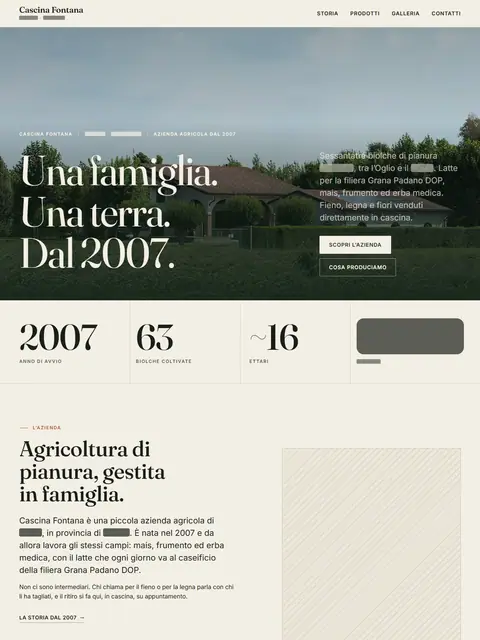 Cascina Fontana
STORIA PRODOTTI GALLERIA CONTATTI
CASCINA FONTANA
AZIENDA AGRICOLA DAL 2007
Una famiglia.
Una terra.
Dal 2007.
Sessantatré biolche di pianura
, tra l'Oglio e il . Latte
per la filiera Grana Padano DOP,
mais, frumento ed erba medica.
Fieno, legna e fiori venduti
direttamente in cascina.
SCOPRI L'AZIENDA
COSA PRODUCIAMO
2007
ANNO DI AVVIO
63
BIOLCHE COLTIVATE
~16
ETTARI
L'AZIENDA
Agricoltura di
pianura, gestita
in famiglia.
Cascina Fontana è una piccola azienda agricola di
, in provincia di . È nata nel 2007 e da
allora lavora gli stessi campi: mais, frumento ed erba
medica, con il latte che ogni giorno va al caseificio
della filiera Grana Padano DOP.
Non ci sono intermediari. Chi chiama per il fieno o per la legna parla con chi
li ha tagliati, e il ritiro si fa qui, in cascina, su appuntamento.
LA STORIA DAL 2007 →